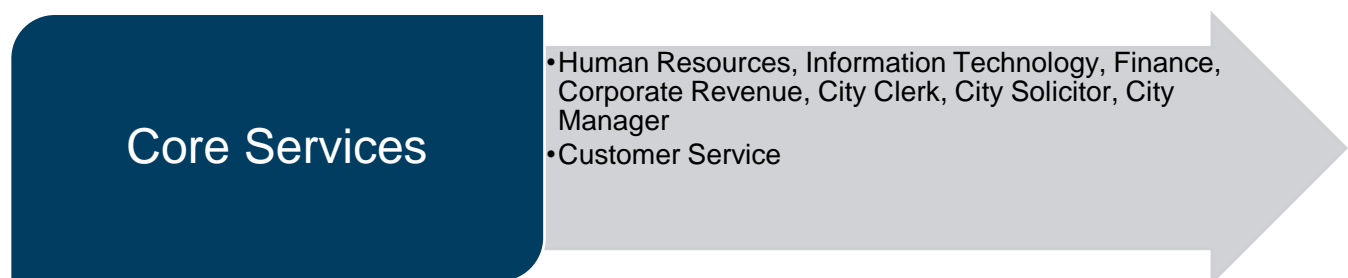 Core Services
•Human Resources, Information Technology, Finance,
Corporate Revenue, City Clerk, City Solicitor, City
Manager
•Customer Service